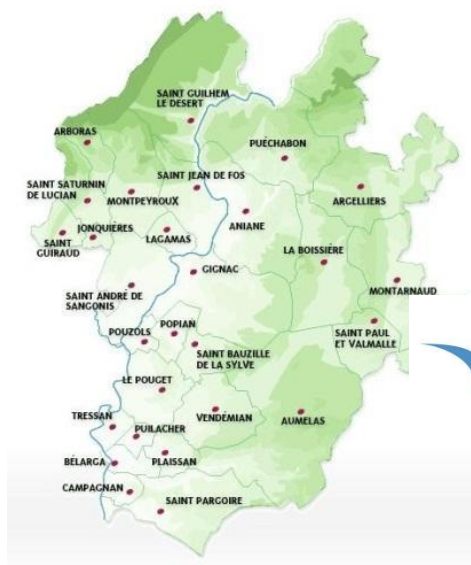 SAINT GUILHEM
LE DÉSERT
ARBORAS
PUÉCHABON
SAINT JEAN DE FOS
SAINT SATURNIN
DE LUCIAN
MONTPEYROUX
ARGELLIERS
ANIANE
JONQUIÈRES
LAGAMAS
SAINT
GUIRAUD
LA BOISSIÈRE
GIGNAC
MONTARNAUD
SAINT ANDRÉ DE
SANGONIS
POPIAN
POUZOLS
SAINT PAUL
ET VALMALLE
SAINT BAUZILLE
DE LA SYLVE
LE POUGET
TRESSAN
VENDÉMIAN
AUMELAS
PUILACHER
BÉLARGA
PLAISSAN
CAMPAGNAN
SAINT PARGOIRE